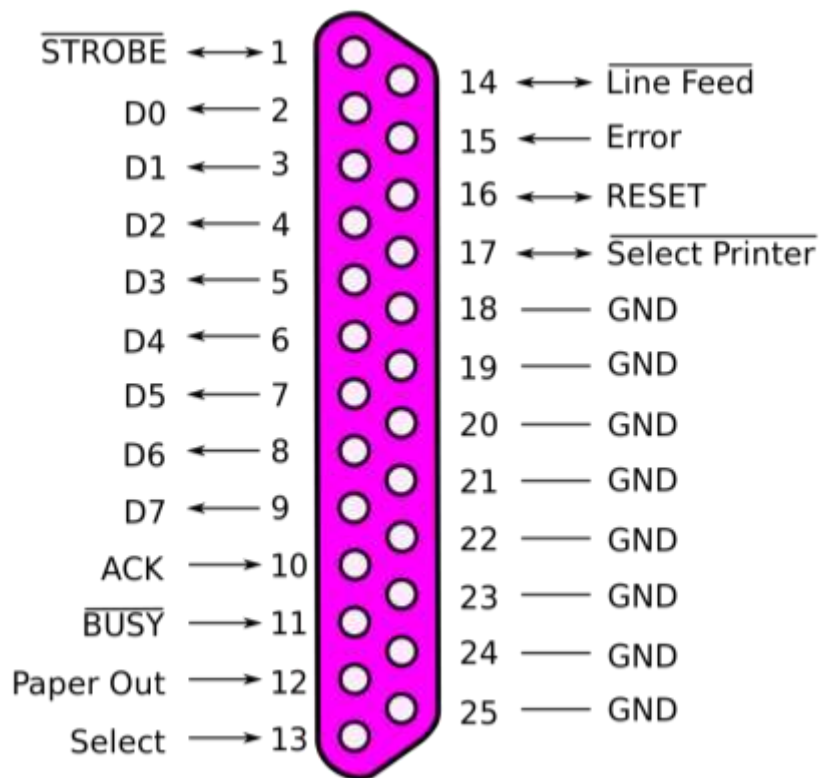 STROBE 1
D0 2
D1 3
D2 4
D3 5
D4 6
D5 7
D6 8
D7 9
ACK 10
BUSY 11
Paper Out 12
Select 13
14 Line Feed
15 Error
16 RESET
17 Select Printer
18 GND
19 GND
20 GND
21 GND
22 GND
23 GND
24 GND
25 GND